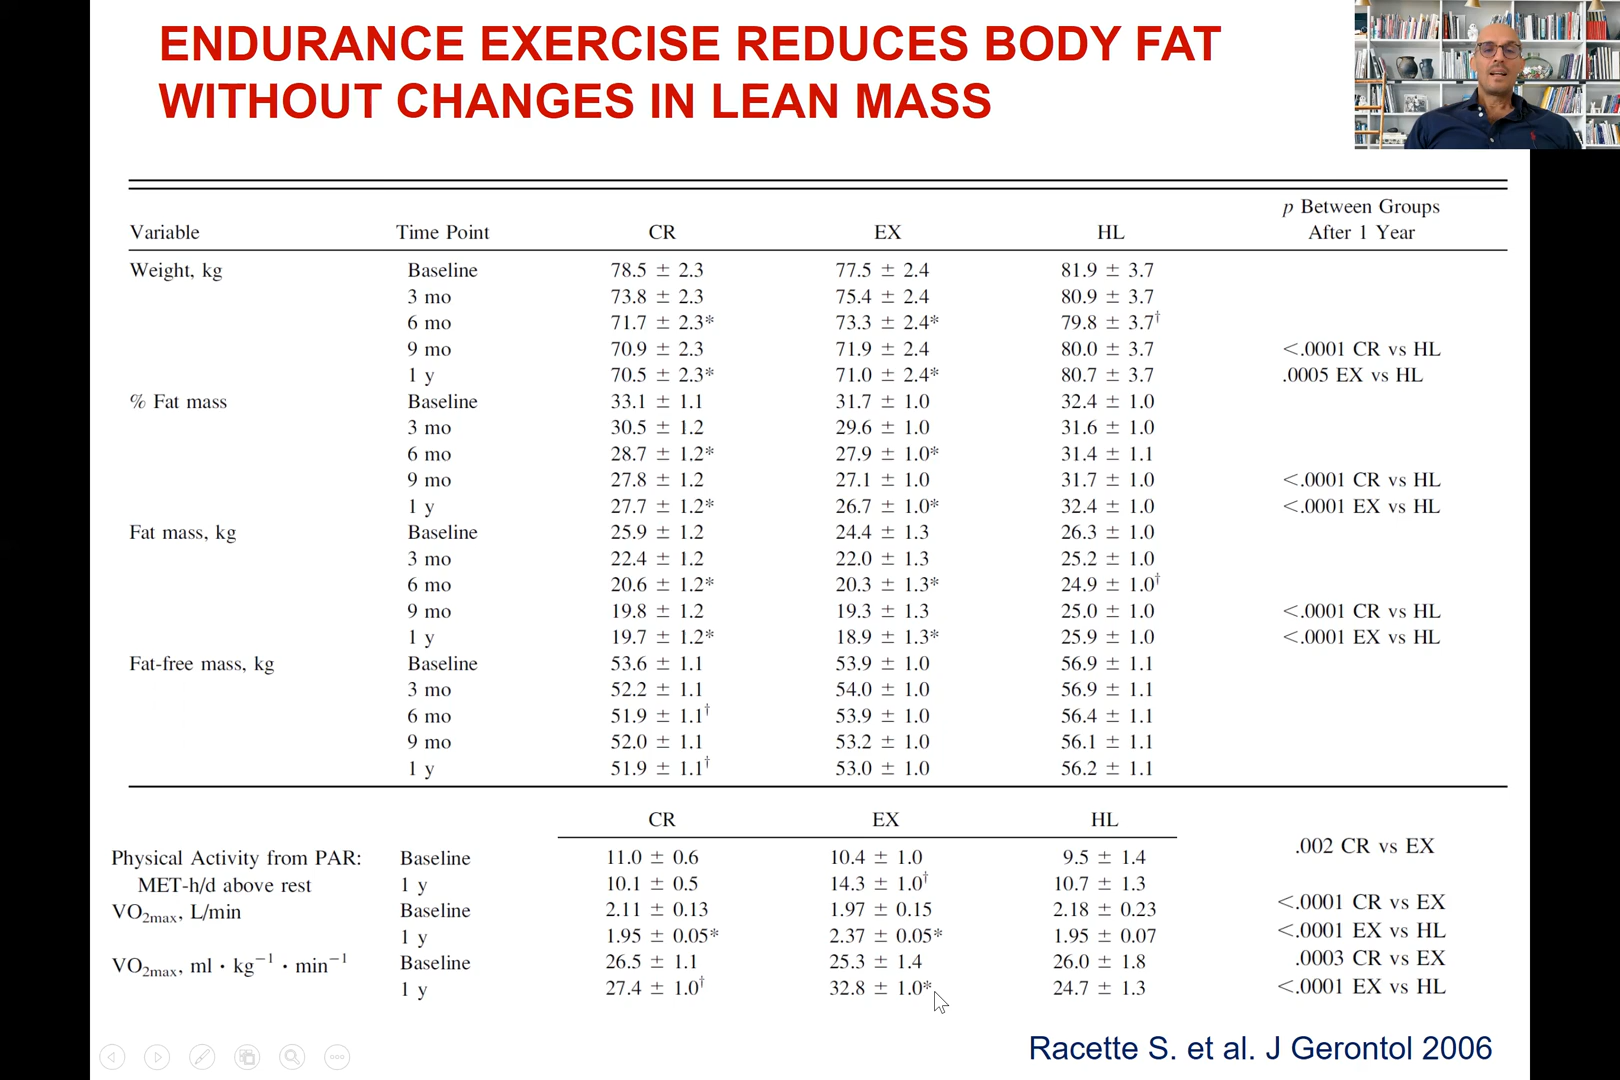 ENDURANCE EXERCISE REDUCES BODY FAT
WITHOUT CHANGES IN LEAN MASS
p Between Groups
Variable Time Point CR EX HL After 1 Year
Weight, kg Baseline 78.5 ± 2.3 77.5 ± 2.4 81.9 ± 3.7
3 mo 73.8 ± 2.3 75.4 ± 2.4 80.9 ± 3.7
6 mo 71.7 ± 2.3* 73.3 ± 2.4* 79.8 ± 3.7†
9 mo 70.9 ± 2.3 71.9 ± 2.4 80.0 ± 3.7 <.0001 CR vs HL
1 y 70.5 ± 2.3* 71.0 ± 2.4* 80.7 ± 3.7 .0005 EX vs HL
% Fat mass Baseline 33.1 ± 1.1 31.7 ± 1.0 32.4 ± 1.0
3 mo 30.5 ± 1.2 29.6 ± 1.0 31.6 ± 1.0
6 mo 28.7 ± 1.2* 27.9 ± 1.0* 31.4 ± 1.1
9 mo 27.8 ± 1.2 27.1 ± 1.0 31.7 ± 1.0 <.0001 CR vs HL
1 y 27.7 ± 1.2* 26.7 ± 1.0* 32.4 ± 1.0 <.0001 EX vs HL
Fat mass, kg Baseline 25.9 ± 1.2 24.4 ± 1.3 26.3 ± 1.0
3 mo 22.4 ± 1.2 22.0 ± 1.3 25.2 ± 1.0
6 mo 20.6 ± 1.2* 20.3 ± 1.3* 24.9 ± 1.0†
9 mo 19.8 ± 1.2 19.3 ± 1.3 25.0 ± 1.0 <.0001 CR vs HL
1 y 19.7 ± 1.2* 18.9 ± 1.3* 25.9 ± 1.0 <.0001 EX vs HL
Fat-free mass, kg Baseline 53.6 ± 1.1 53.9 ± 1.0 56.9 ± 1.1
3 mo 52.2 ± 1.1 54.0 ± 1.0 56.9 ± 1.1
6 mo 51.9 ± 1.1† 53.9 ± 1.0 56.4 ± 1.1
9 mo 52.0 ± 1.1 53.2 ± 1.0 56.1 ± 1.1
1 y 51.9 ± 1.1† 53.0 ± 1.0 56.2 ± 1.1
CR EX HL
.002 CR vs EX
Physical Activity from PAR: Baseline 11.0 ± 0.6 10.4 ± 1.0 9.5 ± 1.4
MET-h/d above rest 1 y 10.1 ± 0.5 14.3 ± 1.0† 10.7 ± 1.3
VO2max, L/min Baseline 2.11 ± 0.13 1.97 ± 0.15 2.18 ± 0.23 <.0001 CR vs EX
1 y 1.95 ± 0.05* 2.37 ± 0.05* 1.95 ± 0.07 <.0001 EX vs HL
VO2max, ml · kg−1 · min−1 Baseline 26.5 ± 1.1 25.3 ± 1.4 26.0 ± 1.8 .0003 CR vs EX
1 y 27.4 ± 1.0† 32.8 ± 1.0* 24.7 ± 1.3 <.0001 EX vs HL
Racette S. et al. J Gerontol 2006